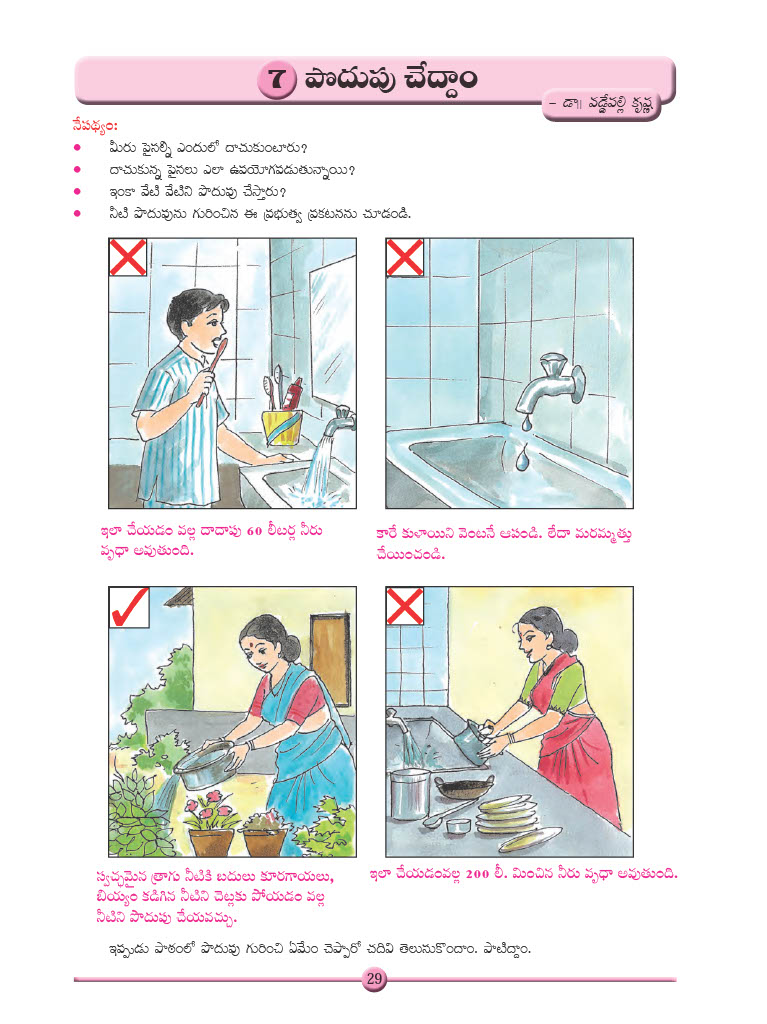 7 పొదుపు చేద్దాం
- డా॥ వడ్డేపల్లి కృష్ణ
నేపథ్యం:
• మీరు పైసల్ని ఎందులో దాచుకుంటారు?
• దాచుకున్న పైసలు ఎలా ఉపయోగపడుతున్నాయి?
• ఇంకా వేటి వేటిని పొదుపు చేస్తారు?
• నీటి పొదుపును గురించిన ఈ ప్రభుత్వ ప్రకటనను చూడండి.
ఇలా చేయడం వల్ల దాదాపు 60 లీటర్ల నీరు
వృథా అవుతుంది.
కారే కుళాయిని వెంటనే ఆపండి. లేదా మరమ్మత్తు
చేయించండి.
స్వచ్ఛమైన త్రాగు నీటికి బదులు కూరగాయలు,
బియ్యం కడిగిన నీటిని చెట్లకు పోయడం వల్ల
నీటిని పొదుపు చేయవచ్చు.
ఇలా చేయడంవల్ల 200 లీ. మించిన నీరు వృథా అవుతుంది.
ఇప్పుడు పాఠంలో పొదుపు గురించి ఏమేం చెప్పారో చదివి తెలుసుకొందాం. పాటిద్దాం.
29